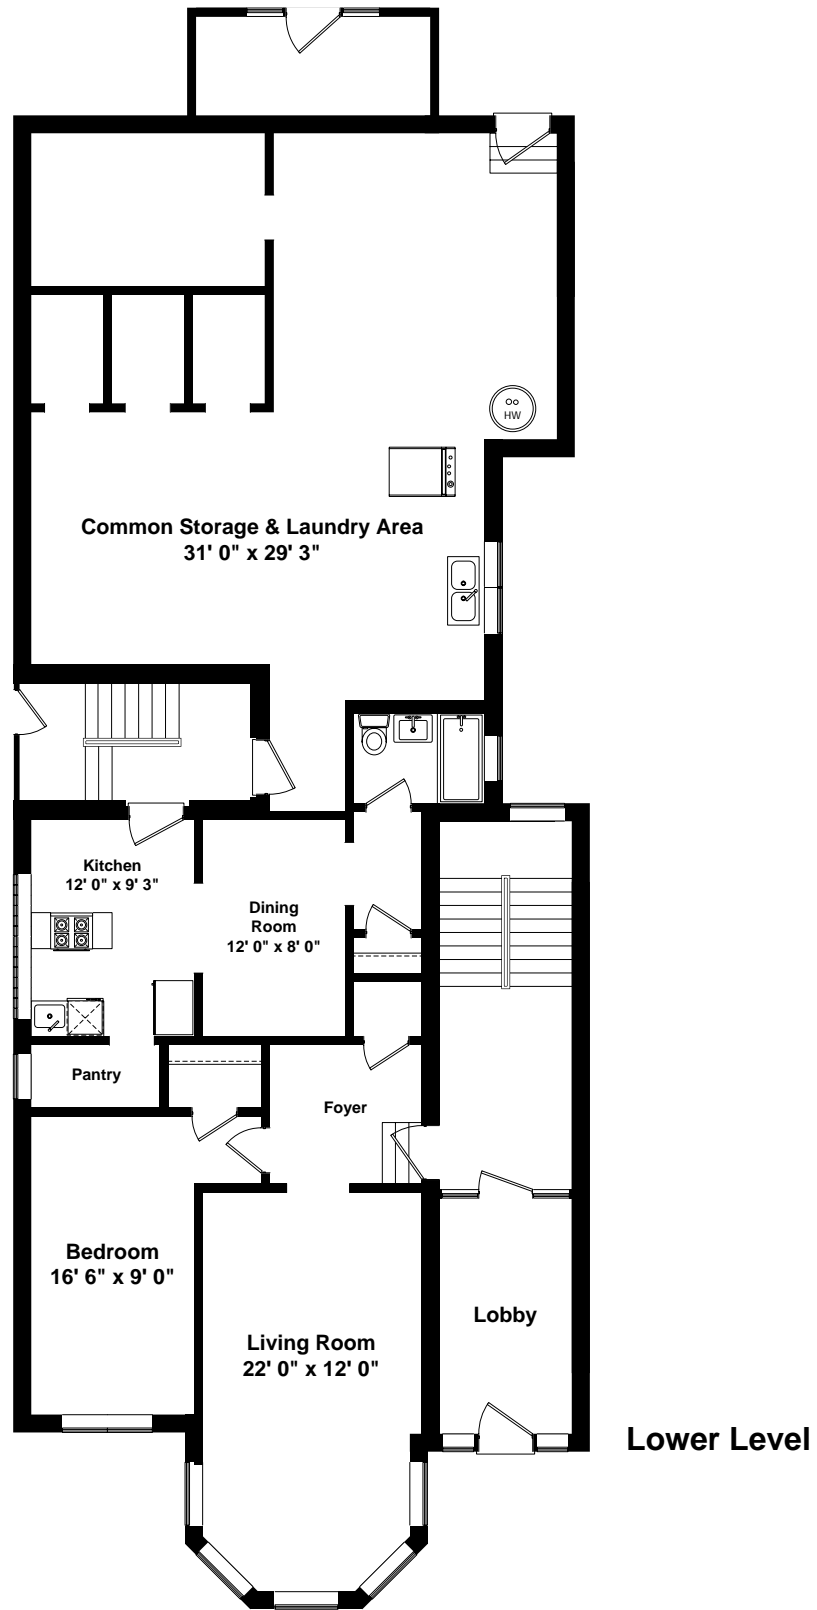 HW
Common Storage & Laundry Area
31' 0" x 29' 3"
Kitchen
12' 0" x 9' 3"
Dining
Room
12' 0" x 8' 0"
Pantry
Foyer
Bedroom
16' 6" x 9' 0"
Living Room
22' 0" x 12' 0"
Lobby
Lower Level